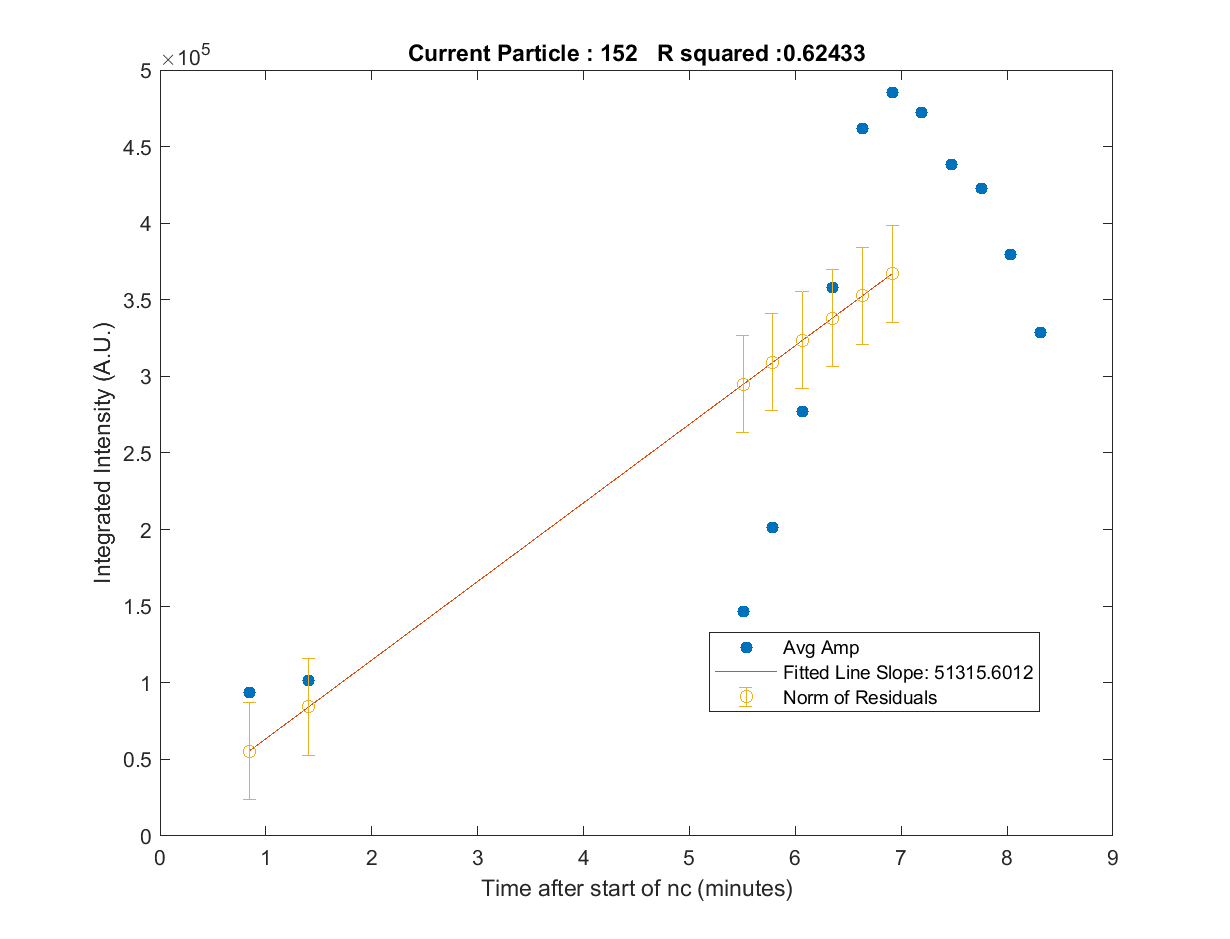 Current Particle : 152 R squared :0.62433
×10^5
5
4.5
4
3.5
3
2.5
2
1.5
1
0.5
0
Integrated Intensity (A.U.)
Avg Amp
Fitted Line Slope: 51315.6012
Norm of Residuals
0 1 2 3 4 5 6 7 8 9
Time after start of nc (minutes)